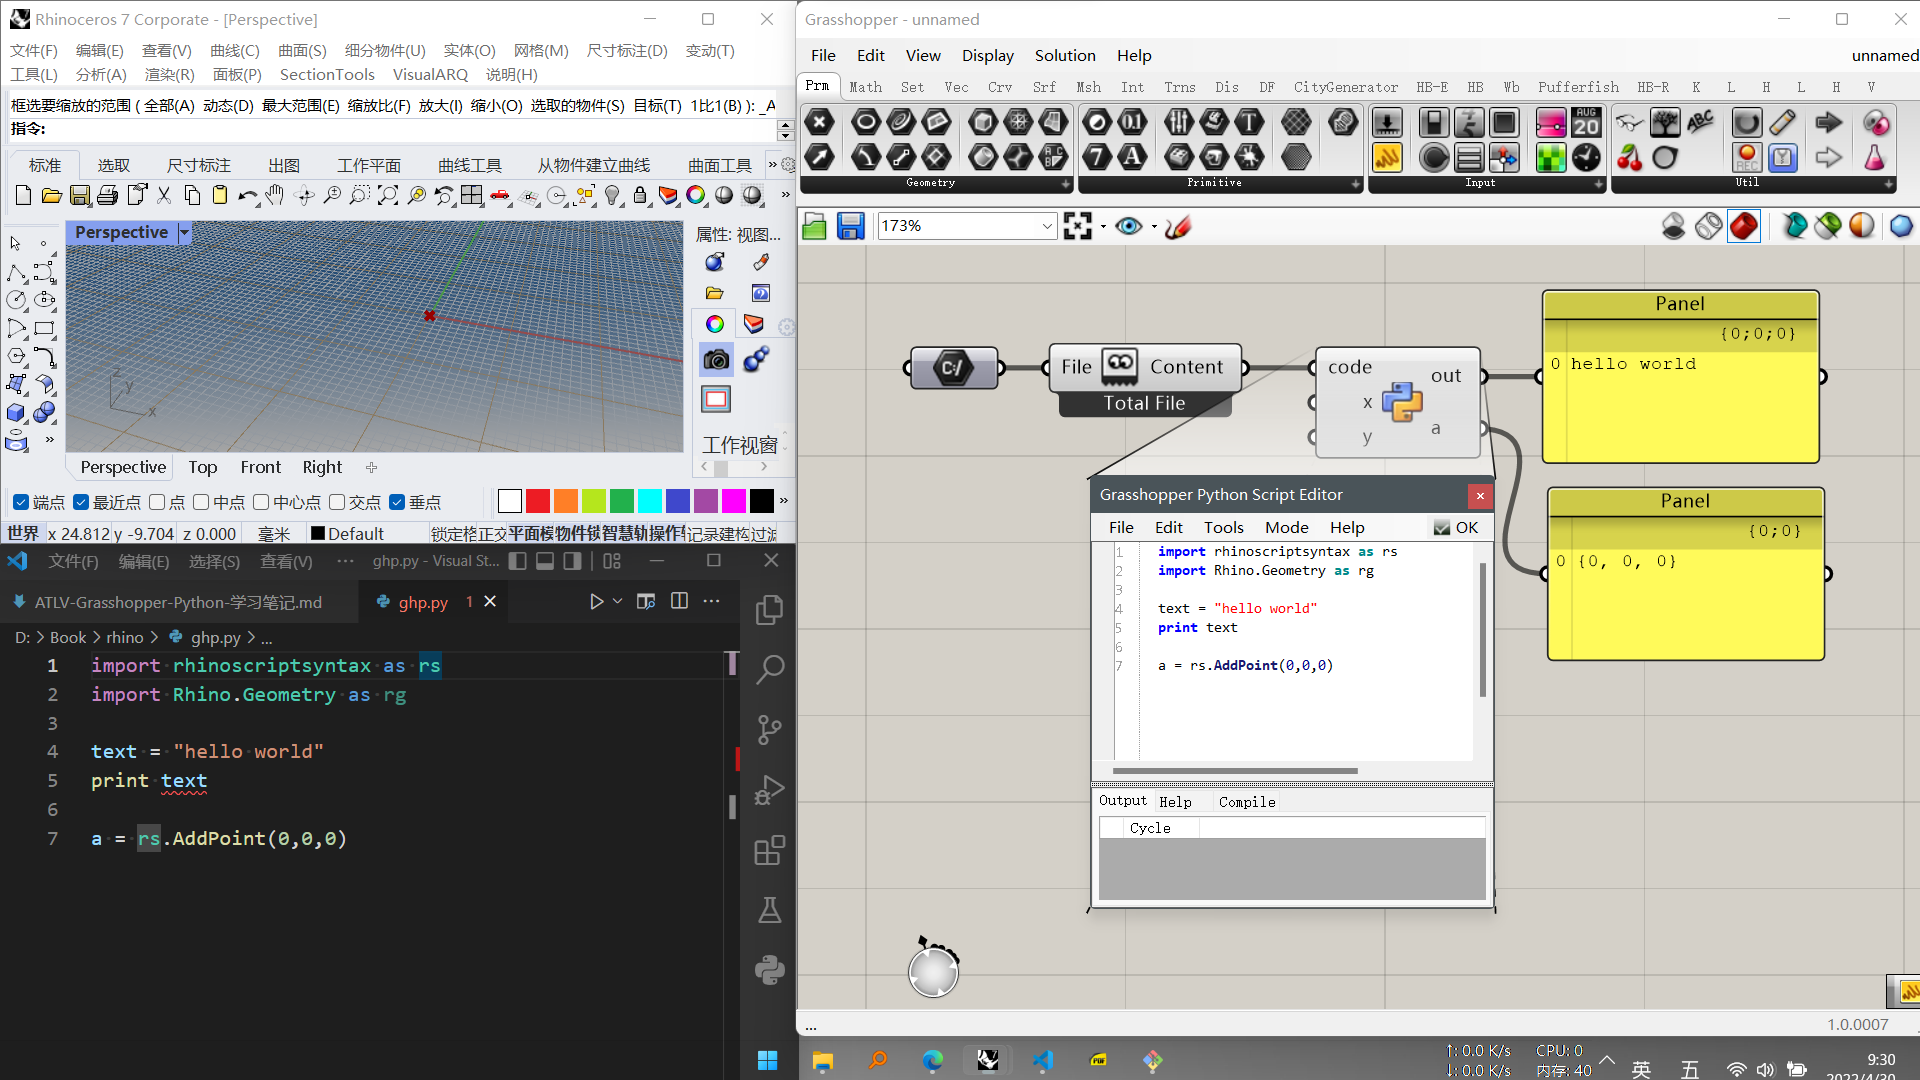 Rhinoceros 7 Corporate - [Perspective]
文件(F) 编辑(E) 查看(V) 曲线(C) 曲面(S) 细分物件(U) 实体(O) 网格(M) 尺寸标注(D) 变动(T)
工具(L) 分析(A) 渲染(R) 面板(P) SectionTools VisualARQ 说明(H)
框选要缩放的范围 ( 全部(A) 动态(D) 最大范围(E) 缩放比(F) 放大(I) 缩小(O) 选取的物件(S) 目标(T) 1比1(B) ): _A
指令:
标准 选取 尺寸标注 出图 工作平面 曲线工具 从物件建立曲线 曲面工具 »
»
Perspective
z
y
x
»
属性: 视图...
工作视窗
Perspective Top Front Right
端点 最近点 点 中点 中心点 交点 垂点
»
世界 x 24.812 y -9.704 z 0.000 毫米 Default 锁定格 正交 平面模 物件锁 智慧轨 操作轴 记录建构 过滤
文件(F) 编辑(E) 选择(S) 查看(V) ··· ghp.py - Visual St...
ATLV-Grasshopper-Python-学习笔记.md ghp.py 1
D: > Book > rhino > ghp.py > ...
1 import rhinoscriptsyntax as rs
2 import Rhino.Geometry as rg
3
4 text = "hello world"
5 print text
6
7 a = rs.AddPoint(0,0,0)
Grasshopper - unnamed
File Edit View Display Solution Help unnamed
Prm Math Set Vec Crv Srf Msh Int Trns Dis DF CityGenerator HB-E HB Wb Pufferfish HB-R K L H L H V
AUG
20
ABC
REC
Geometry Primitive Input Util
173%
C:/
File Content
Total File
code
x
y
out
a
Panel
{0;0;0}
0 hello world
Panel
{0;0}
0 {0, 0, 0}
Grasshopper Python Script Editor
File Edit Tools Mode Help OK
1 import rhinoscriptsyntax as rs
2 import Rhino.Geometry as rg
3
4 text = "hello world"
5 print text
6
7 a = rs.AddPoint(0,0,0)
Output Help Compile
Cycle
...
1.0.0007
↑: 0.0 K/s
↓: 0.0 K/s
CPU: 0
内存: 40
英
五
9:30
2022/4/30